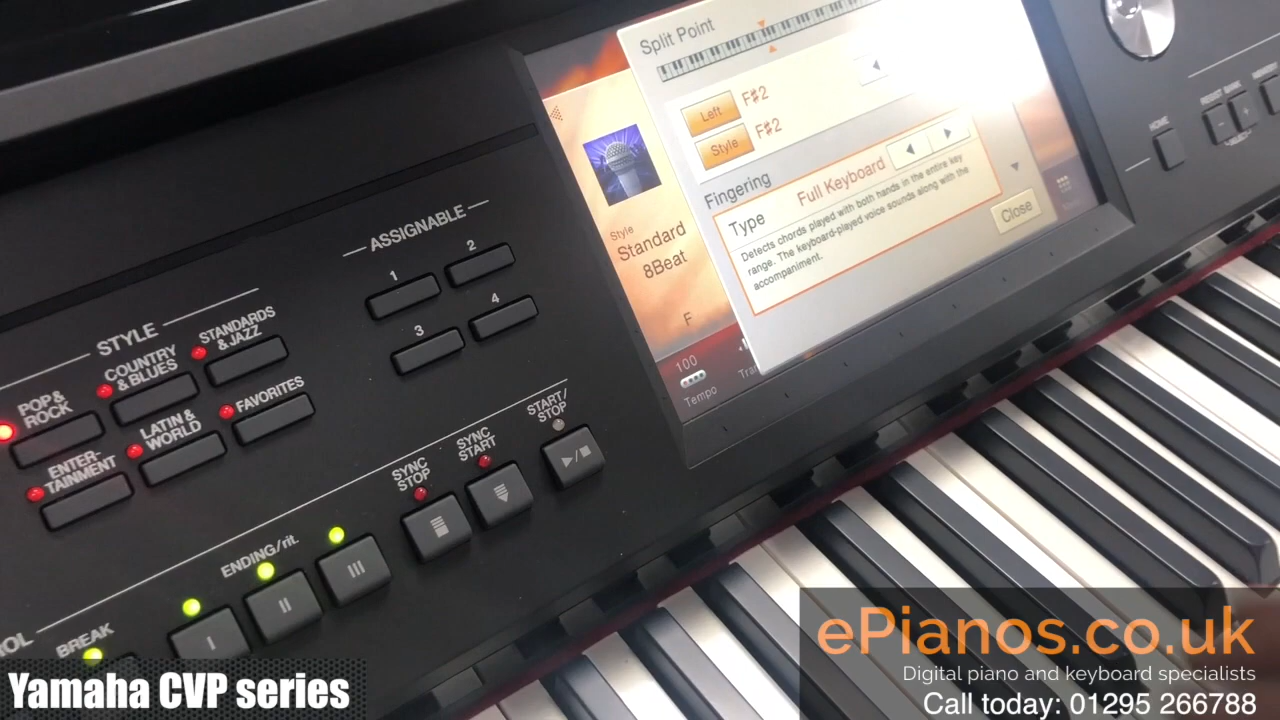 Split Point
Left
F♯2
Style
F♯2
Fingering
Type
Full Keyboard
Detects chords played with both hands in the entire key
range. The keyboard-played voice sounds along with the
accompaniment.
Close
Style
Standard
8Beat
F
100
Tempo
HOME
ASSIGNABLE
1
2
3
4
STYLE
POP &
ROCK
COUNTRY
& BLUES
STANDARDS
& JAZZ
ENTER-
TAINMENT
LATIN &
WORLD
FAVORITES
SYNC
STOP
SYNC
START
START/
STOP
ENDING/rit.
I
II
III
BREAK
Yamaha CVP series
ePianos.co.uk
Digital piano and keyboard specialists
Call today: 01295 266788